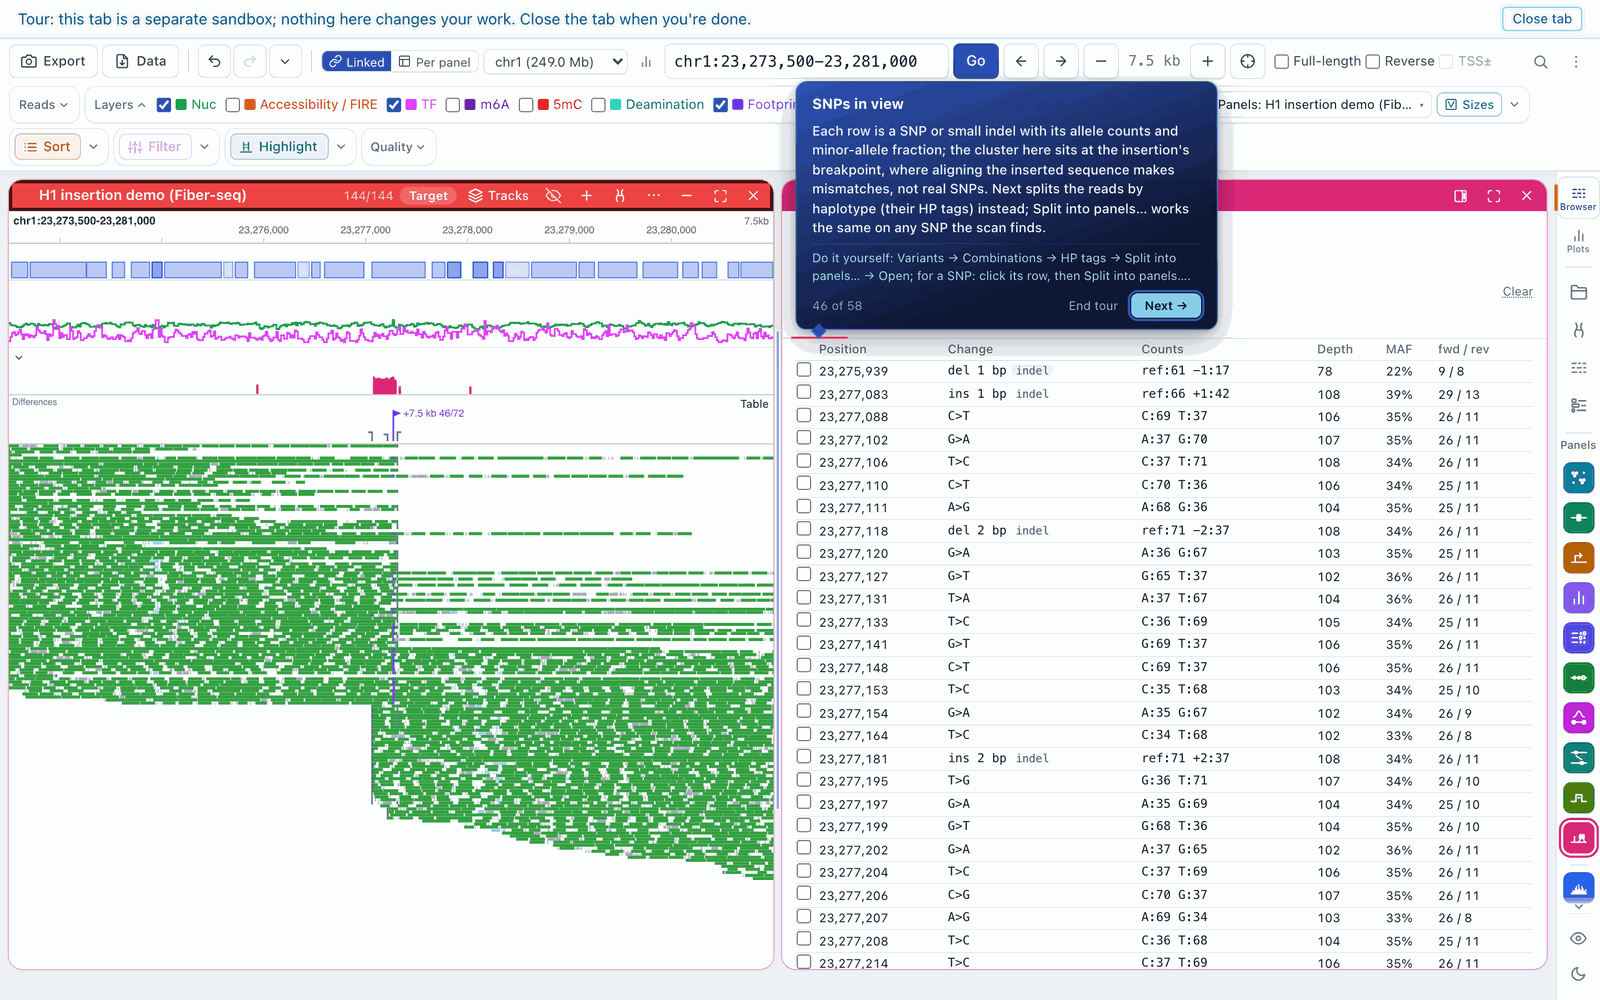 Tour: this tab is a separate sandbox; nothing here changes your work. Close the tab when you're done.
Close tab
Export
Data
Linked
Per panel
chr1 (249.0 Mb)
chr1:23,273,500–23,281,000
Go
7.5 kb
Full-length
Reverse
TSS±
Reads
Layers
Nuc
Accessibility / FIRE
TF
m6A
5mC
Deamination
Footprin
Panels: H1 insertion demo (Fib...
Sizes
Sort
Filter
Highlight
Quality
SNPs in view
Each row is a SNP or small indel with its allele counts and
minor-allele fraction; the cluster here sits at the insertion's
breakpoint, where aligning the inserted sequence makes
mismatches, not real SNPs. Next splits the reads by
haplotype (their HP tags) instead; Split into panels... works
the same on any SNP the scan finds.
Do it yourself: Variants → Combinations → HP tags → Split into
panels... → Open; for a SNP: click its row, then Split into panels....
46 of 58
End tour
Next →
H1 insertion demo (Fiber-seq)
144/144
Target
Tracks
chr1:23,273,500-23,281,000
7.5kb
23,276,000
23,277,000
23,278,000
23,279,000
23,280,000
Differences
Table
+7.5 kb 46/72
Clear
Position Change Counts Depth MAF fwd / rev
23,275,939 del 1 bp indel ref:61 −1:17 78 22% 9 / 8
23,277,083 ins 1 bp indel ref:66 +1:42 108 39% 29 / 13
23,277,088 C>T C:69 T:37 106 35% 26 / 11
23,277,102 G>A A:37 G:70 107 35% 26 / 11
23,277,106 T>C C:37 T:71 108 34% 26 / 11
23,277,110 C>T C:70 T:36 106 34% 25 / 11
23,277,111 A>G A:68 G:36 104 35% 25 / 11
23,277,118 del 2 bp indel ref:71 −2:37 108 34% 26 / 11
23,277,120 G>A A:36 G:67 103 35% 25 / 11
23,277,127 G>T G:65 T:37 102 36% 26 / 11
23,277,131 T>A A:37 T:67 104 36% 26 / 11
23,277,133 T>C C:36 T:69 105 34% 25 / 11
23,277,141 G>T G:69 T:37 106 35% 26 / 11
23,277,148 C>T C:69 T:37 106 35% 26 / 11
23,277,153 T>C C:35 T:68 103 34% 25 / 10
23,277,154 G>A A:35 G:67 102 34% 26 / 9
23,277,164 T>C C:34 T:68 102 33% 26 / 8
23,277,181 ins 2 bp indel ref:71 +2:37 108 34% 26 / 11
23,277,195 T>G G:36 T:71 107 34% 26 / 10
23,277,197 G>A A:35 G:69 104 34% 25 / 10
23,277,199 G>T G:68 T:36 104 35% 26 / 10
23,277,202 G>A A:37 G:65 102 36% 26 / 11
23,277,204 T>C C:37 T:69 106 35% 26 / 11
23,277,206 C>G C:70 G:37 107 35% 26 / 11
23,277,207 A>G A:69 G:34 103 33% 26 / 8
23,277,208 T>C C:36 T:68 104 35% 25 / 11
23,277,214 T>C C:37 T:69 106 35% 26 / 11
Browser
Plots
Panels